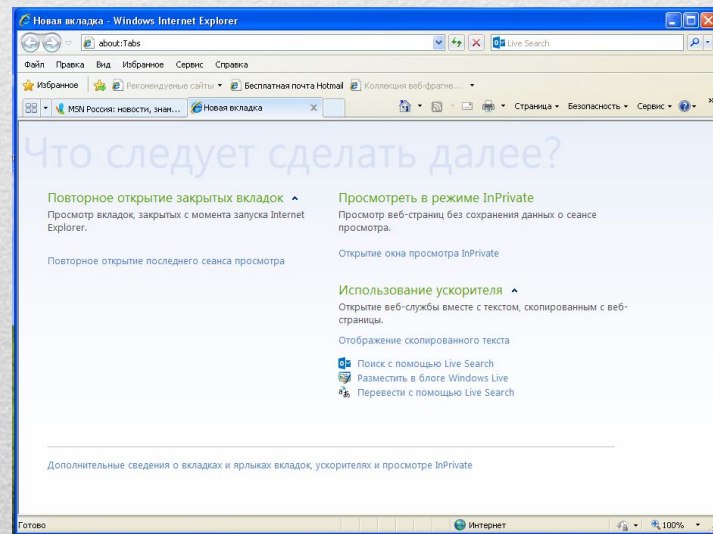 Новая вкладка - Windows Internet Explorer
about:Tabs
Live Search
Файл Правка Вид Избранное Сервис Справка
Избранное Рекомендуемые сайты Бесплатная почта Hotmail Коллекция веб-фрагме...
MSN Россия: новости, знак... Новая вкладка Страница Безопасность Сервис
Что следует сделать далее?
Повторное открытие закрытых вкладок
Просмотр вкладок, закрытых с момента запуска Internet
Explorer.
Повторное открытие последнего сеанса просмотра
Просмотреть в режиме InPrivate
Просмотр веб-страниц без сохранения данных о сеансе
просмотра.
Открытие окна просмотра InPrivate
Использование ускорителя
Открытие веб-службы вместе с текстом, скопированным с веб-
страницы.
Отображение скопированного текста
Поиск с помощью Live Search
Разместить в блоге Windows Live
Перевести с помощью Live Search
Дополнительные сведения о вкладках и ярлыках вкладок, ускорителях и просмотре InPrivate
Готово Интернет 100%